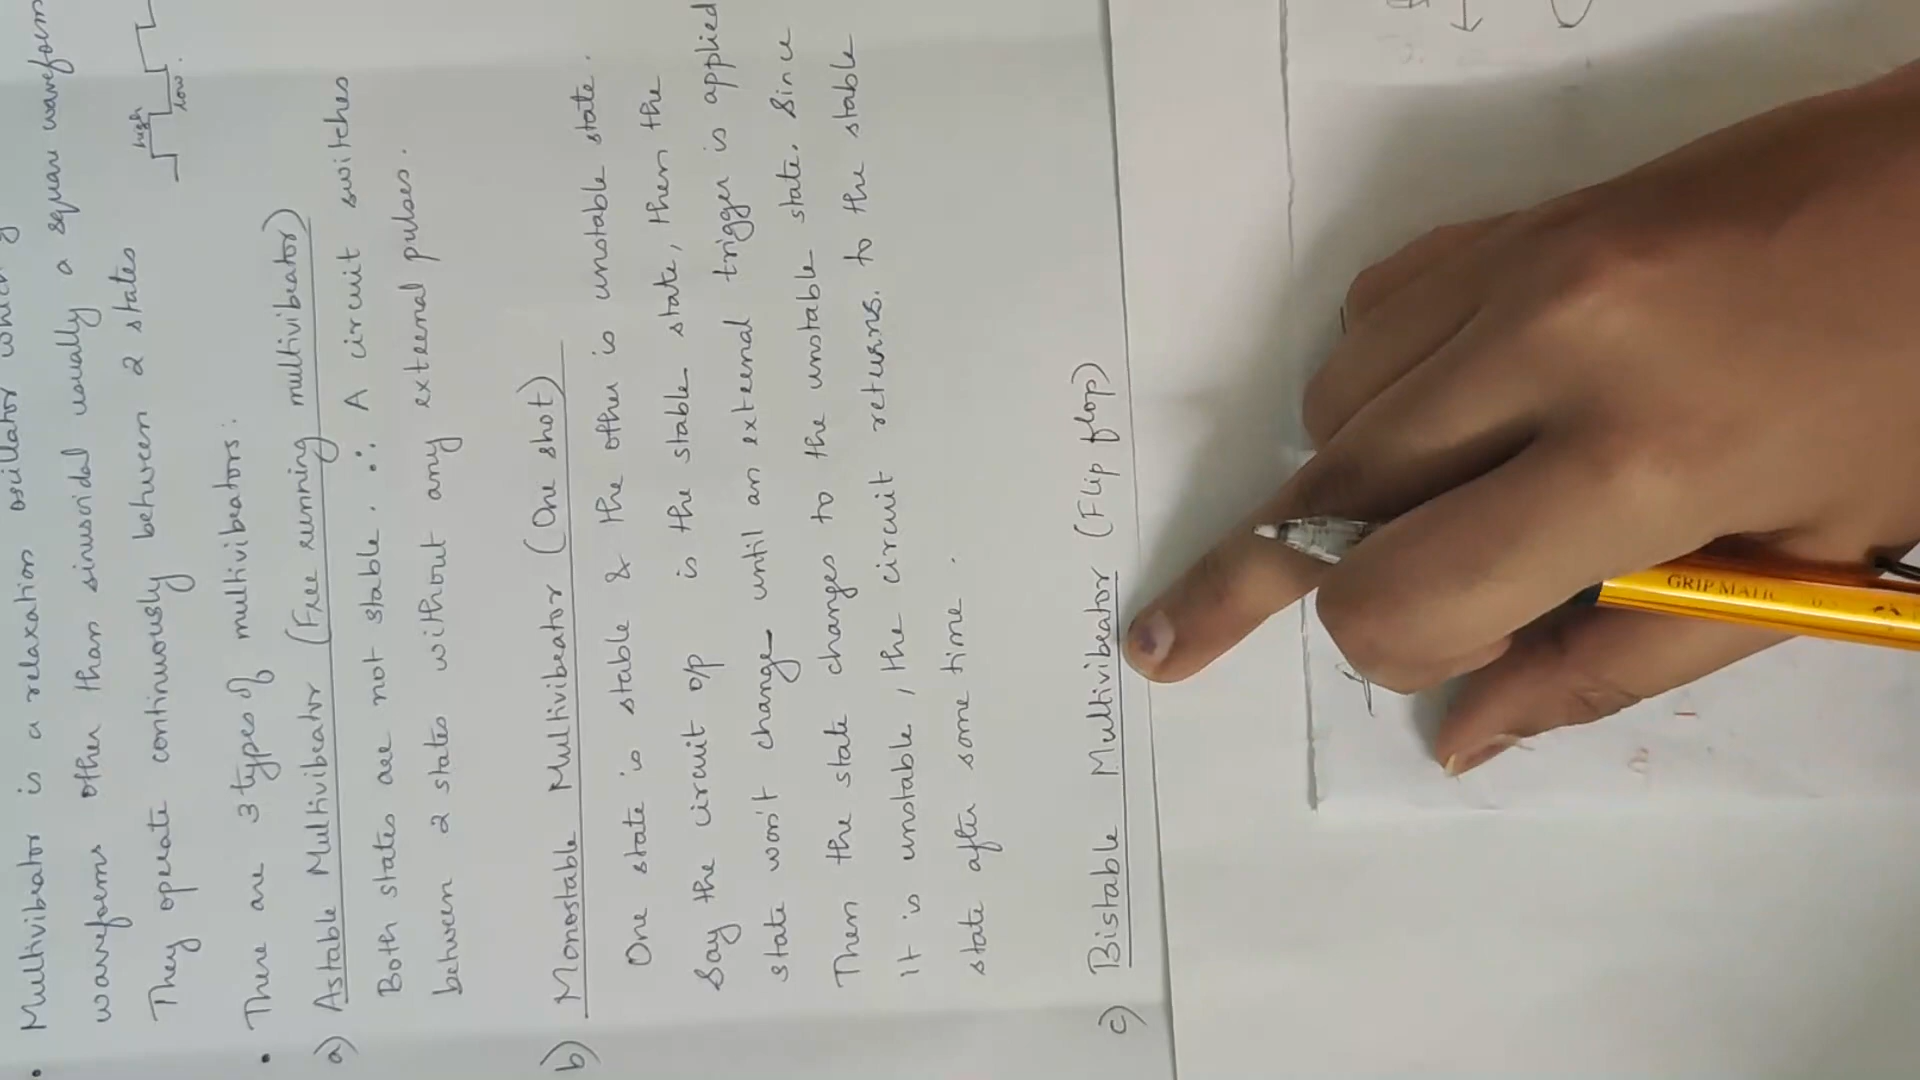 • Multivibrator is a relaxation oscillator which
waveforms other than sinusoidal usually a square waveform
They operate continuously between 2 states
high
low.
• There are 3 types of multivibrators:
a) Astable Multivibrator (Free running multivibrator)
Both states are not stable. ∴ A circuit switches
between 2 states without any external pulses.
b) Monostable Multivibrator (One shot)
One state is stable & the other is unstable state.
Say the circuit o/p is the stable state, then the
state won't change until an external trigger is applied
Then the state changes to the unstable state. Since
it is unstable, the circuit returns. to the stable
state after some time.
c) Bistable Multivibrator (Flip flop)
GRIP MATIC